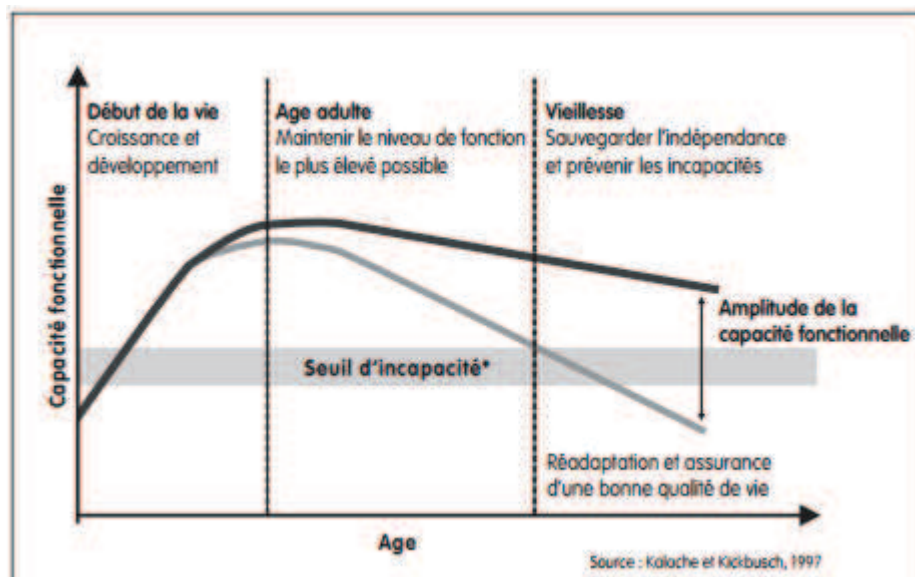 Début de la vie
Croissance et
développement
Age adulte
Maintenir le niveau de fonction
le plus élevé possible
Vieillesse
Sauvegarder l'indépendance
et prévenir les incapacités
Capacité fonctionnelle
Amplitude de la
capacité fonctionnelle
Seuil d'incapacité*
Réadaptation et assurance
d'une bonne qualité de vie
Age
Source : Kalache et Kickbusch, 1997